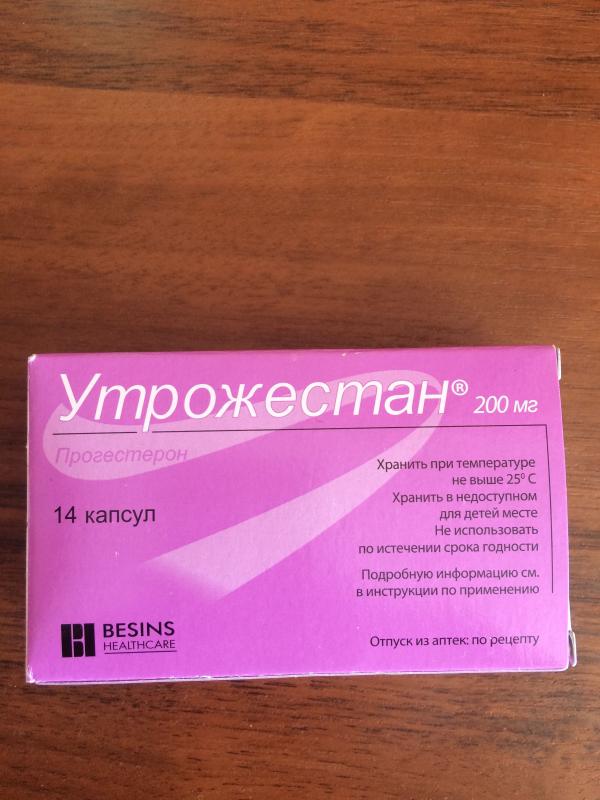 Утрожестан® 200 мг
Прогестерон
14 капсул
Хранить при температуре
не выше 25⁰ С
Хранить в недоступном
для детей месте
Не использовать
по истечении срока годности
Подробную информацию см.
в инструкции по применению
BESINS
HEALTHCARE
Отпуск из аптек: по рецепту